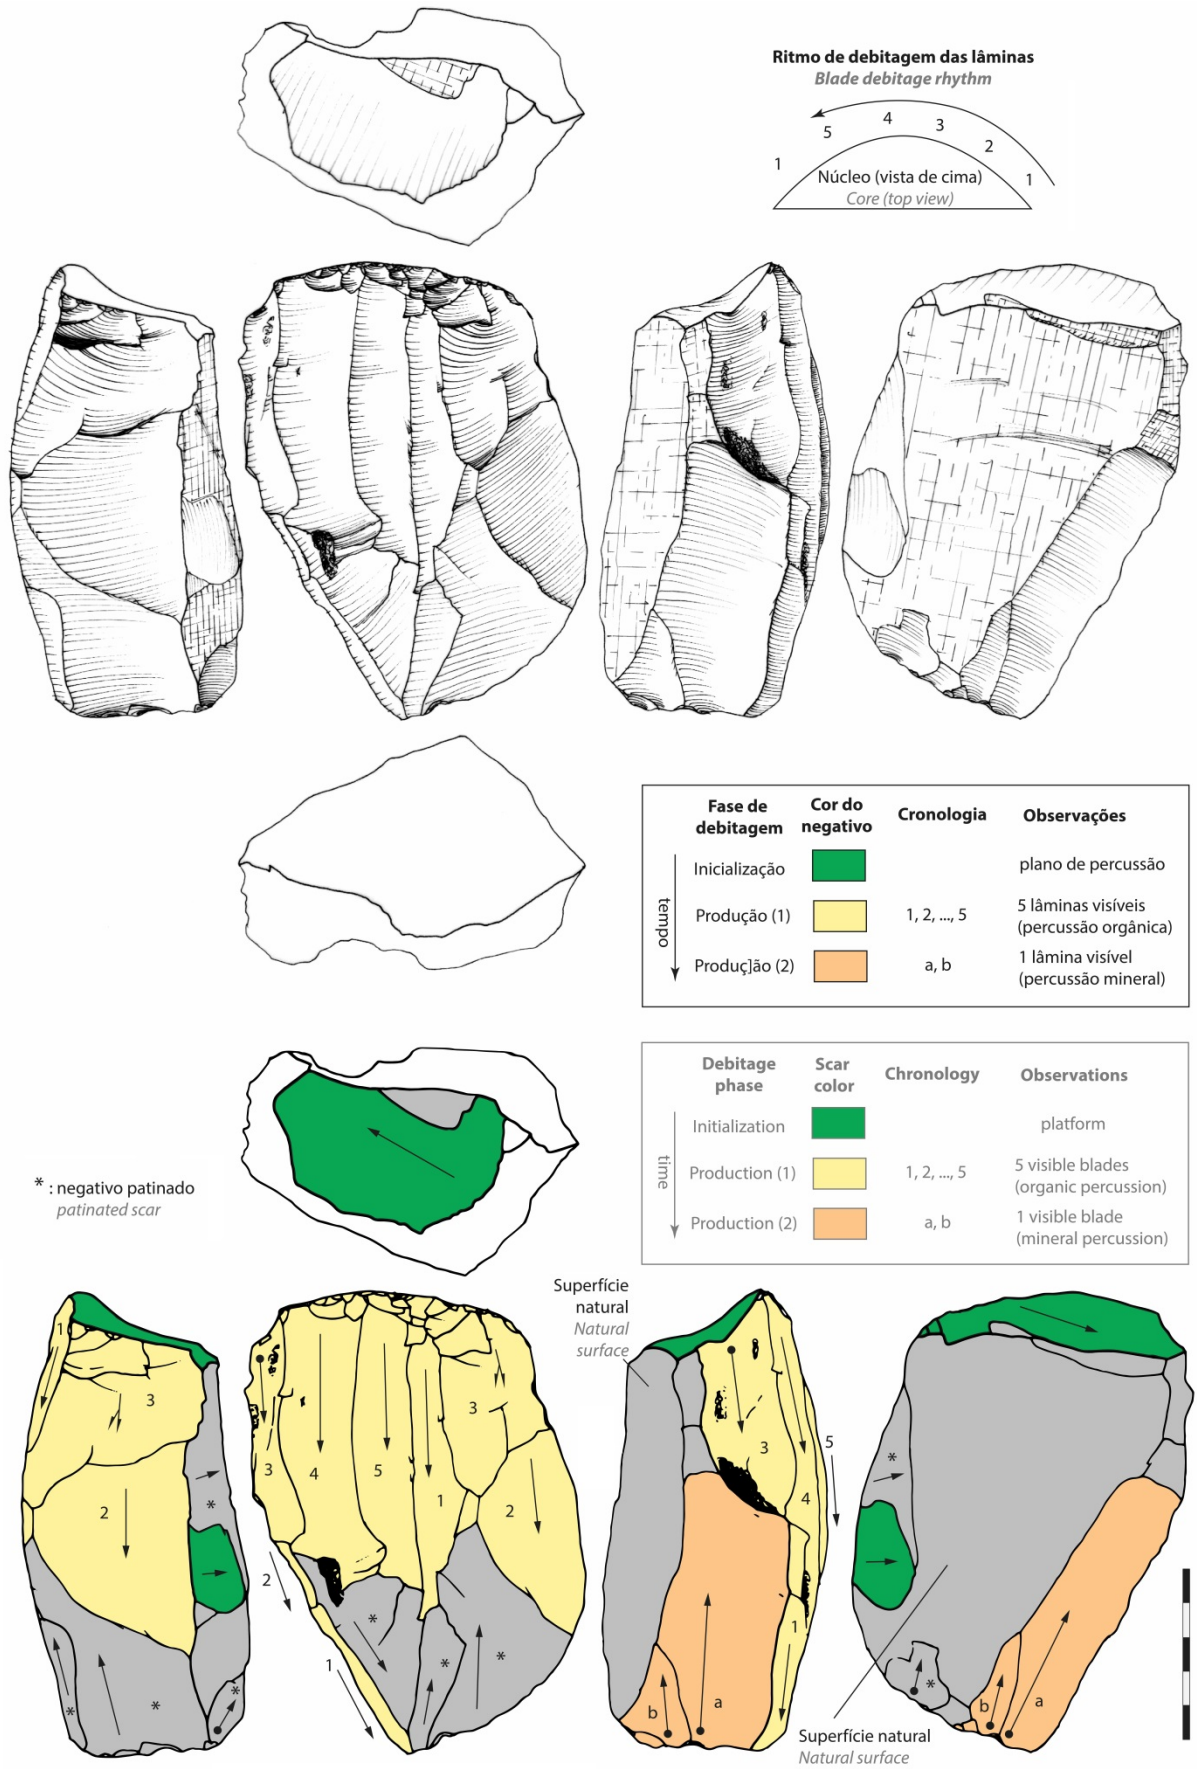 Ritmo de debitagem das lâminas
Blade debitage rhythm
4
5
3
2
1
1
Núcleo (vista de cima)
Core (top view)
Fase de debitagem
Cor do negativo
Cronologia
Observações
tempo
Inicialização
plano de percussão
Produção (1)
1, 2, ..., 5
5 lâminas visíveis
(percussão orgânica)
Produç]ão (2)
a, b
1 lâmina visível
(percussão mineral)
Debitage phase
Scar color
Chronology
Observations
time
Initialization
platform
Production (1)
1, 2, ..., 5
5 visible blades
(organic percussion)
Production (2)
a, b
1 visible blade
(mineral percussion)
* : negativo patinado
patinated scar
Superfície
natural
Natural
surface
1
3
2
*
*
*
*
3
4
5
1
3
2
2
1
*
*
*
3
4
5
1
b
a
*
*
b
a
Superfície natural
Natural surface